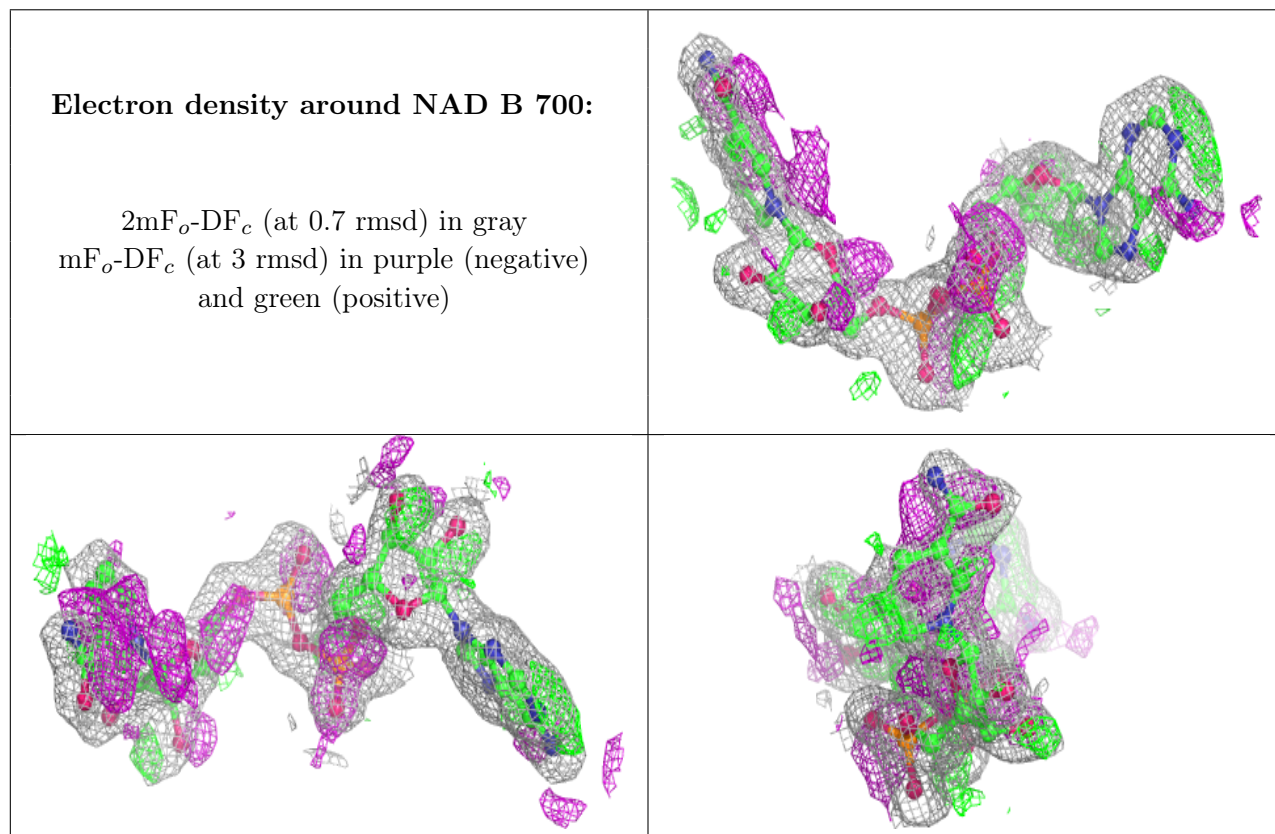 Electron density around NAD B 700:
2mFo-DFc (at 0.7 rmsd) in gray
mFo-DFc (at 3 rmsd) in purple (negative)
and green (positive)